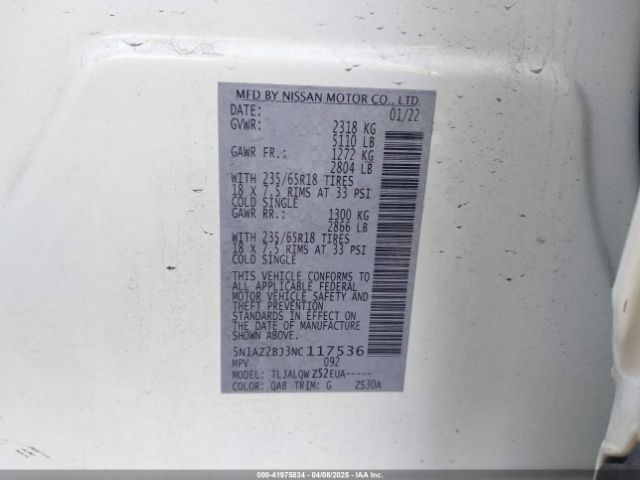 MFD BY NISSAN MOTOR CO., LTD.
DATE: 01/22
GVWR: 2318 KG
5110 LB
GAWR FR.: 1272 KG
2804 LB
WITH 235/65R18 TIRES
18 X 7.5 RIMS AT 33 PSI
COLD SINGLE
GAWR RR.: 1300 KG
2866 LB
WITH 235/65R18 TIRES
18 X 7.5 RIMS AT 33 PSI
COLD SINGLE
THIS VEHICLE CONFORMS TO
ALL APPLICABLE FEDERAL
MOTOR VEHICLE SAFETY AND
THEFT PREVENTION
STANDARDS IN EFFECT ON
THE DATE OF MANUFACTURE
SHOWN ABOVE.
5N1AZ2BJ3NC117536
MPV 092
MODEL: TLJALQWZ52EUA-----
COLOR: QAB TRIM: G Z53DA
000-41975834 | 04/08/2025 - IAA Inc.